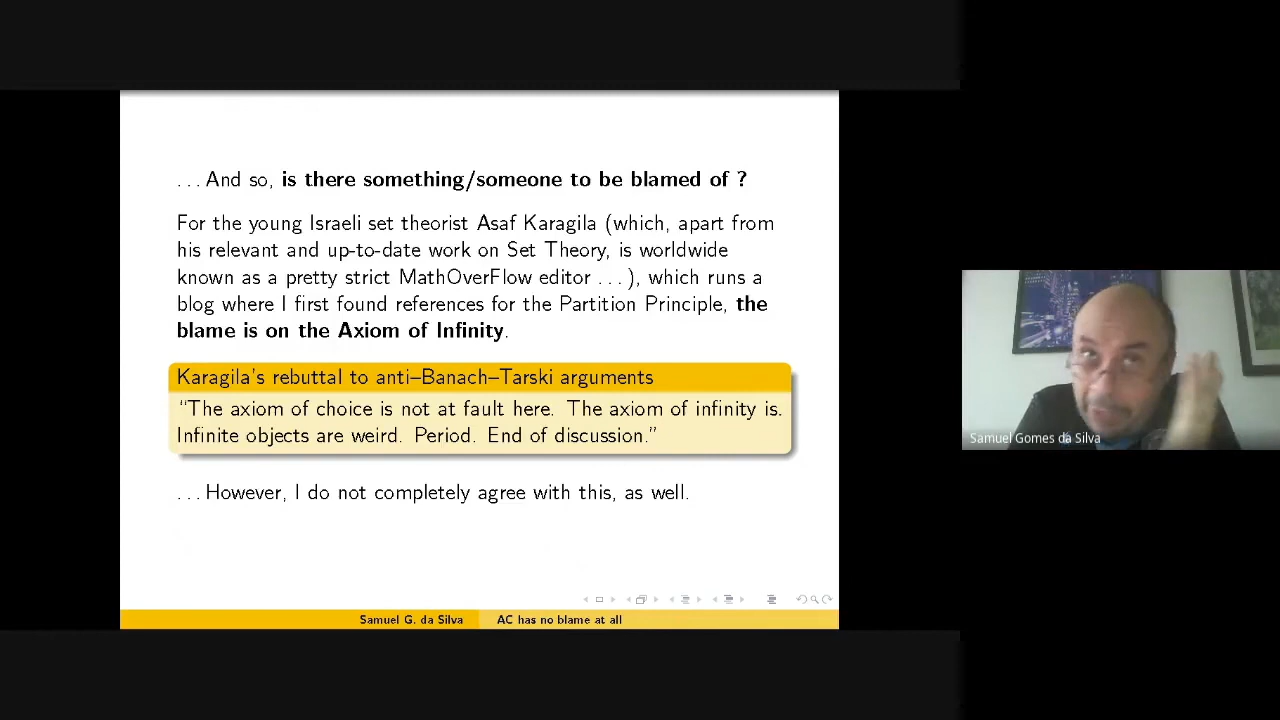 ... And so, is there something/someone to be blamed of ?
For the young Israeli set theorist Asaf Karagila (which, apart from
his relevant and up-to-date work on Set Theory, is worldwide
known as a pretty strict MathOverFlow editor ... ), which runs a
blog where I first found references for the Partition Principle, the
blame is on the Axiom of Infinity.
Karagila's rebuttal to anti–Banach–Tarski arguments
“The axiom of choice is not at fault here. The axiom of infinity is.
Infinite objects are weird. Period. End of discussion.”
... However, I do not completely agree with this, as well.
Samuel G. da Silva
AC has no blame at all
Samuel Gomes da Silva